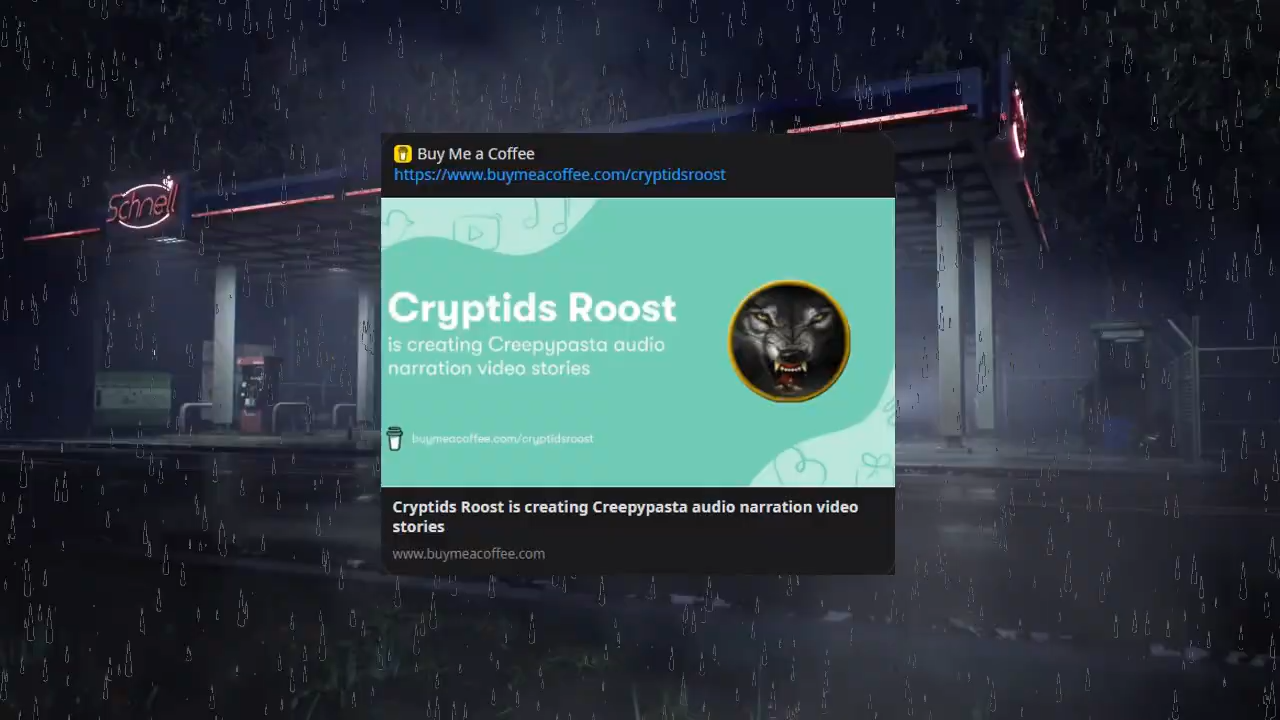 Buy Me a Coffee
https://www.buymeacoffee.com/cryptidsroost
Schnell
Cryptids Roost
is creating Creepypasta audio
narration video stories
buymeacoffee.com/cryptidsroost
Cryptids Roost is creating Creepypasta audio narration video
stories
www.buymeacoffee.com